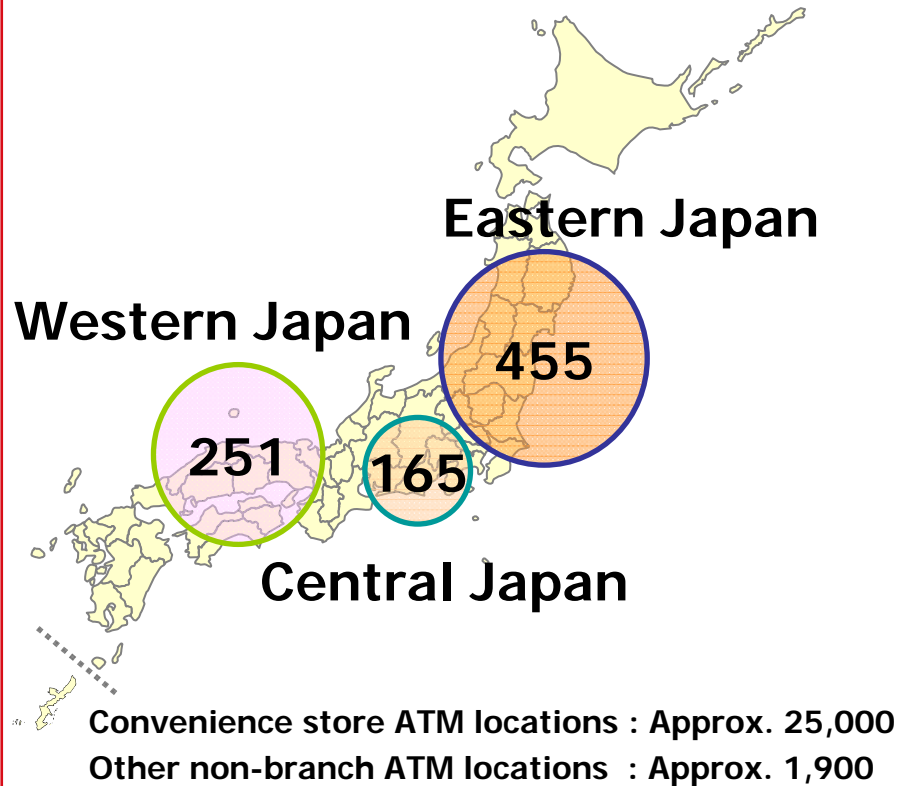 Eastern Japan
Western Japan
455
251
165
Central Japan
Convenience store ATM locations : Approx. 25,000
Other non-branch ATM locations : Approx. 1,900